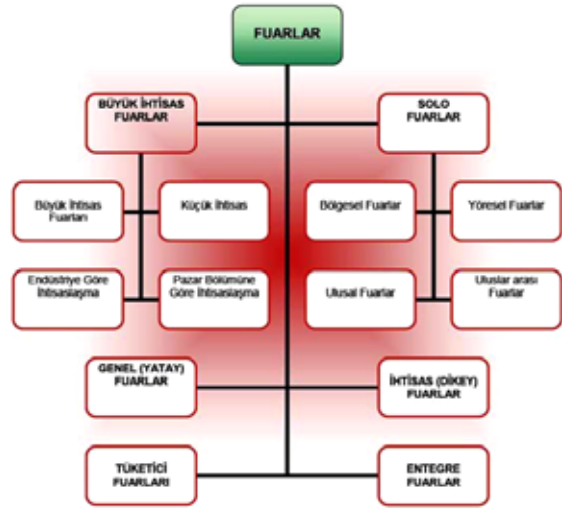 FUARLAR
BÜYÜK İHTİSAS
FUARLAR
SOLO
FUARLAR
Büyük İhtisas
Fuarları
Küçük İhtisas
Bölgesel Fuarlar
Yöresel Fuarlar
Endüstriye Göre
İhtisaslaşma
Pazar Bölümüne
Göre İhtisaslaşma
Ulusal Fuarlar
Uluslar arası
Fuarlar
GENEL (YATAY)
FUARLAR
İHTİSAS (DİKEY)
FUARLAR
TÜKETİCİ
FUARLARI
ENTEGRE
FUARLAR